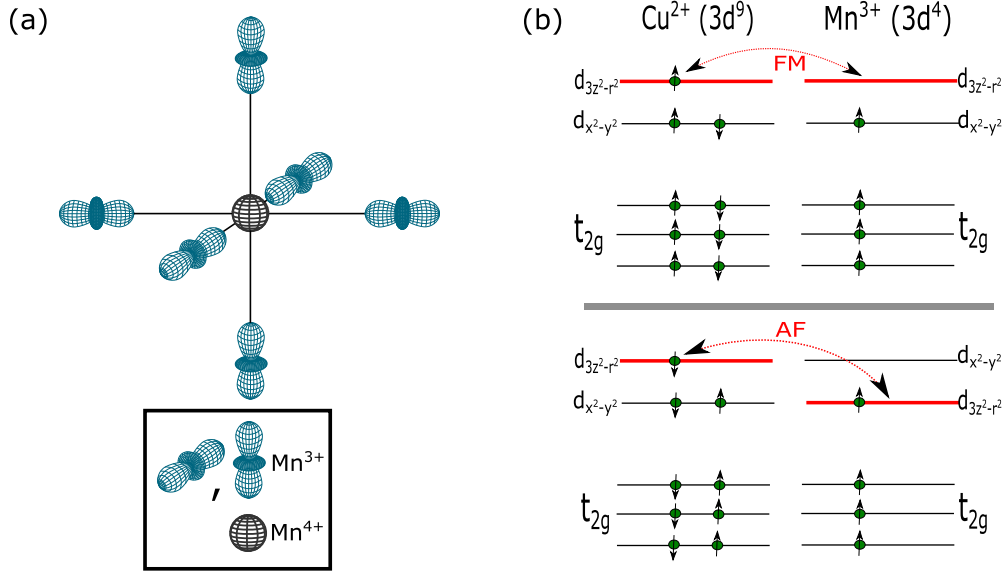 (a)
Mn³⁺
,
Mn⁴⁺
(b)
Cu²⁺ (3d⁹) Mn³⁺ (3d⁴)
FM
d3z²-r² d3z²-r²
dx²-y² dx²-y²
t2g t2g
AF
d3z²-r² dx²-y²
dx²-y² d3z²-r²
t2g t2g